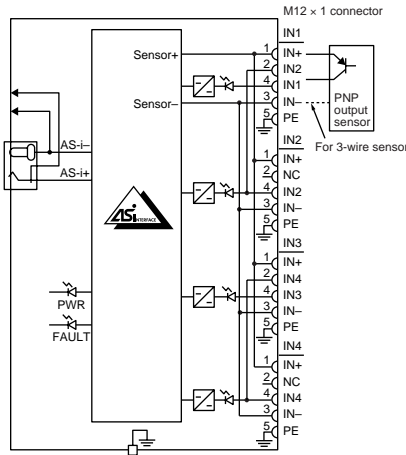 M12 × 1 connector
IN1
1 IN+
2 IN2
4 IN1
3 IN–
5 PE
Sensor+
Sensor–
PNP
output
sensor
For 3-wire sensor
AS-i–
AS-i+
ASi INTERFACE
IN2
1 IN+
2 NC
4 IN2
3 IN–
5 PE
IN3
1 IN+
2 IN4
4 IN3
3 IN–
5 PE
PWR
FAULT
IN4
1 IN+
2 NC
4 IN4
3 IN–
5 PE